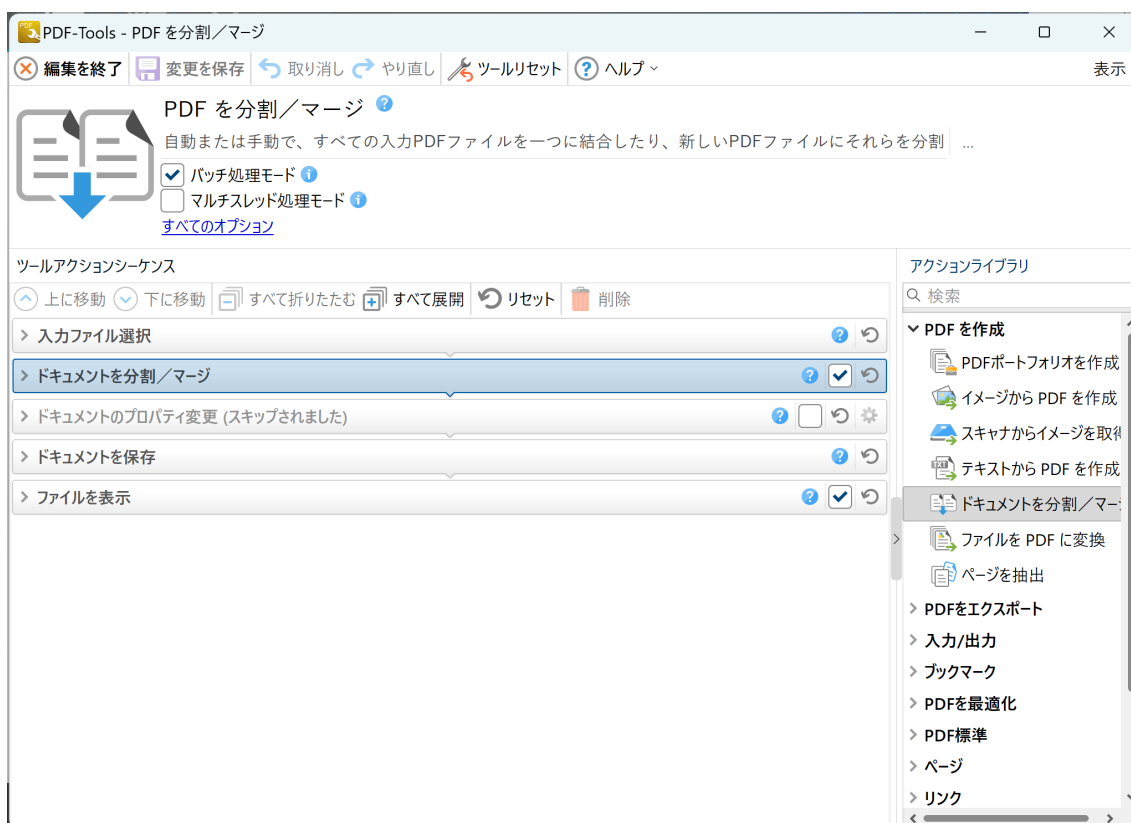 PDF-Tools - PDF を分割／マージ
編集を終了 変更を保存 取り消し やり直し ツールリセット ヘルプ 表示
PDF を分割／マージ
自動または手動で、すべての入力PDFファイルを一つに結合したり、新しいPDFファイルにそれらを分割 ...
バッチ処理モード
マルチスレッド処理モード
すべてのオプション
ツールアクションシーケンス
上に移動 下に移動 すべて折りたたむ すべて展開 リセット 削除
入力ファイル選択
ドキュメントを分割／マージ
ドキュメントのプロパティ変更 (スキップされました)
ドキュメントを保存
ファイルを表示
アクションライブラリ
検索
PDF を作成
PDFポートフォリオを作成
イメージから PDF を作成
スキャナからイメージを取得
テキストから PDF を作成
ドキュメントを分割／マー
ファイルを PDF に変換
ページを抽出
PDFをエクスポート
入力/出力
ブックマーク
PDFを最適化
PDF標準
ページ
リンク